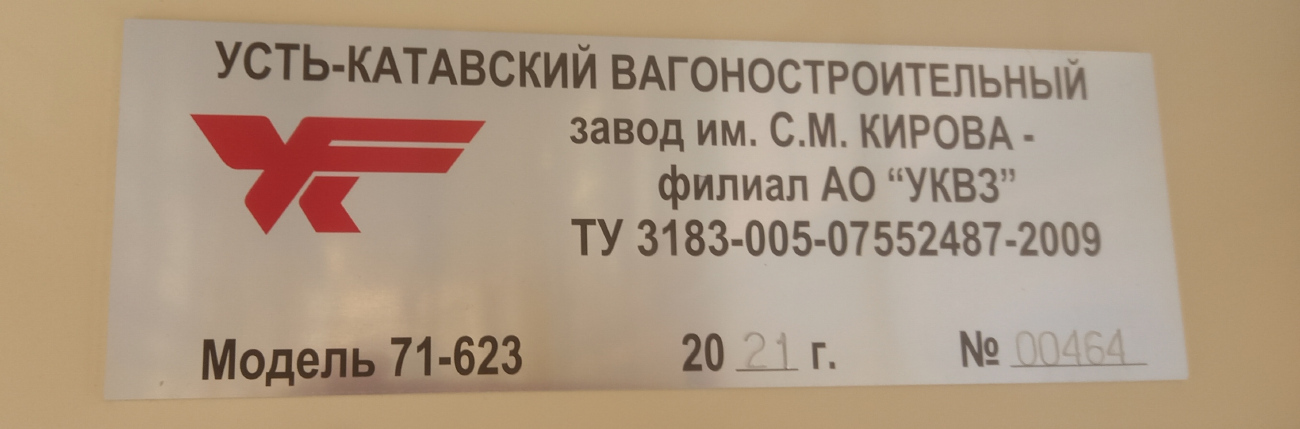 УСТЬ-КАТАВСКИЙ ВАГОНОСТРОИТЕЛЬНЫЙ
завод им. С.М. КИРОВА -
филиал АО “УКВЗ”
ТУ 3183-005-07552487-2009
Модель 71-623 20 21 г. № 00464